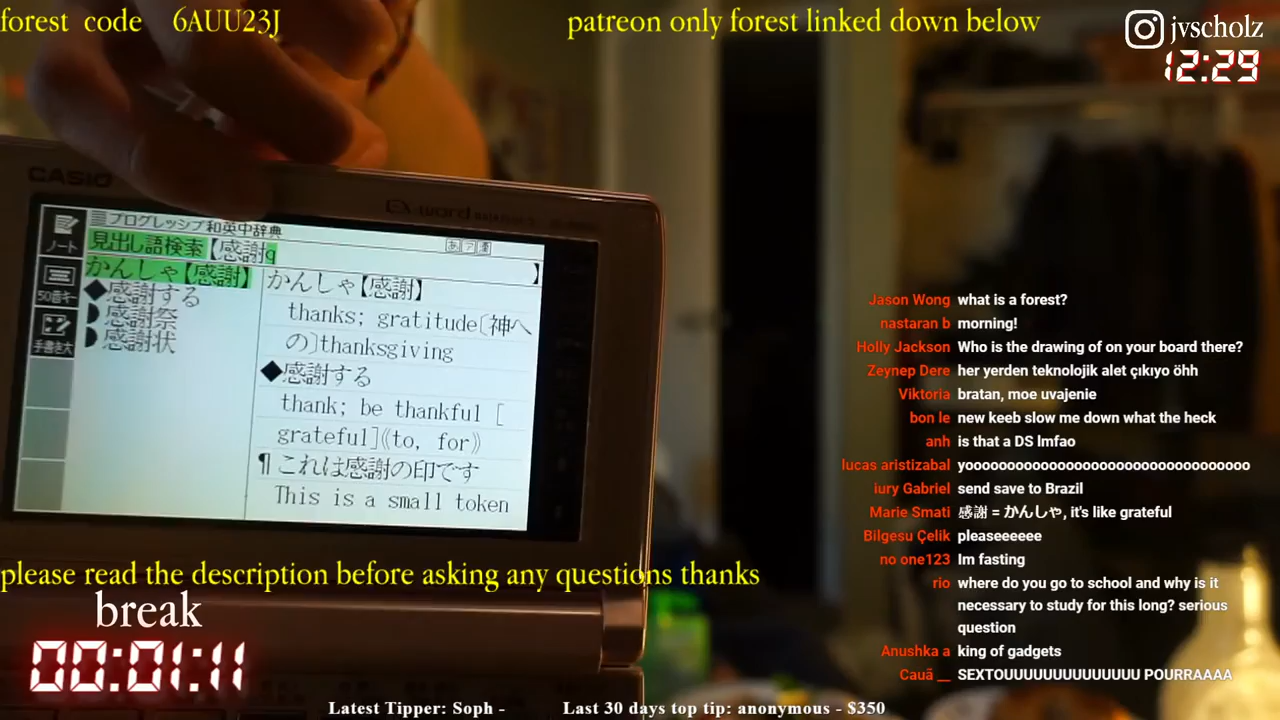 forest code 6AUU23J
patreon only forest linked down below
jvscholz
12:29
CASIO
EX-word
プログレッシブ和英中辞典
見出し語検索【感謝q
】
ノート
50音キー
手書き大
かんしゃ【感謝】
◆感謝する
感謝祭
感謝状
かんしゃ【感謝】
thanks; gratitude〔神へ
の〕thanksgiving
◆感謝する
thank; be thankful [
grateful]《to, for》
¶これは感謝の印です
This is a small token
Jason Wong what is a forest?
nastaran b morning!
Holly Jackson Who is the drawing of on your board there?
Zeynep Dere her yerden teknolojik alet çıkıyo öhh
Viktoria bratan, moe uvajenie
bon le new keeb slow me down what the heck
anh is that a DS lmfao
lucas aristizabal yooooooooooooooooooooooooooooooooo
iury Gabriel send save to Brazil
Marie Smati 感謝 = かんしゃ, it's like grateful
Bilgesu Çelik pleaseeeeee
no one123 Im fasting
rio where do you go to school and why is it
necessary to study for this long? serious
question
Anushka a king of gadgets
Cauã __ SEXTOUUUUUUUUUUUUUU POURRAAAA
please read the description before asking any questions thanks
break
00:01:11
Latest Tipper: Soph -
Last 30 days top tip: anonymous - $350